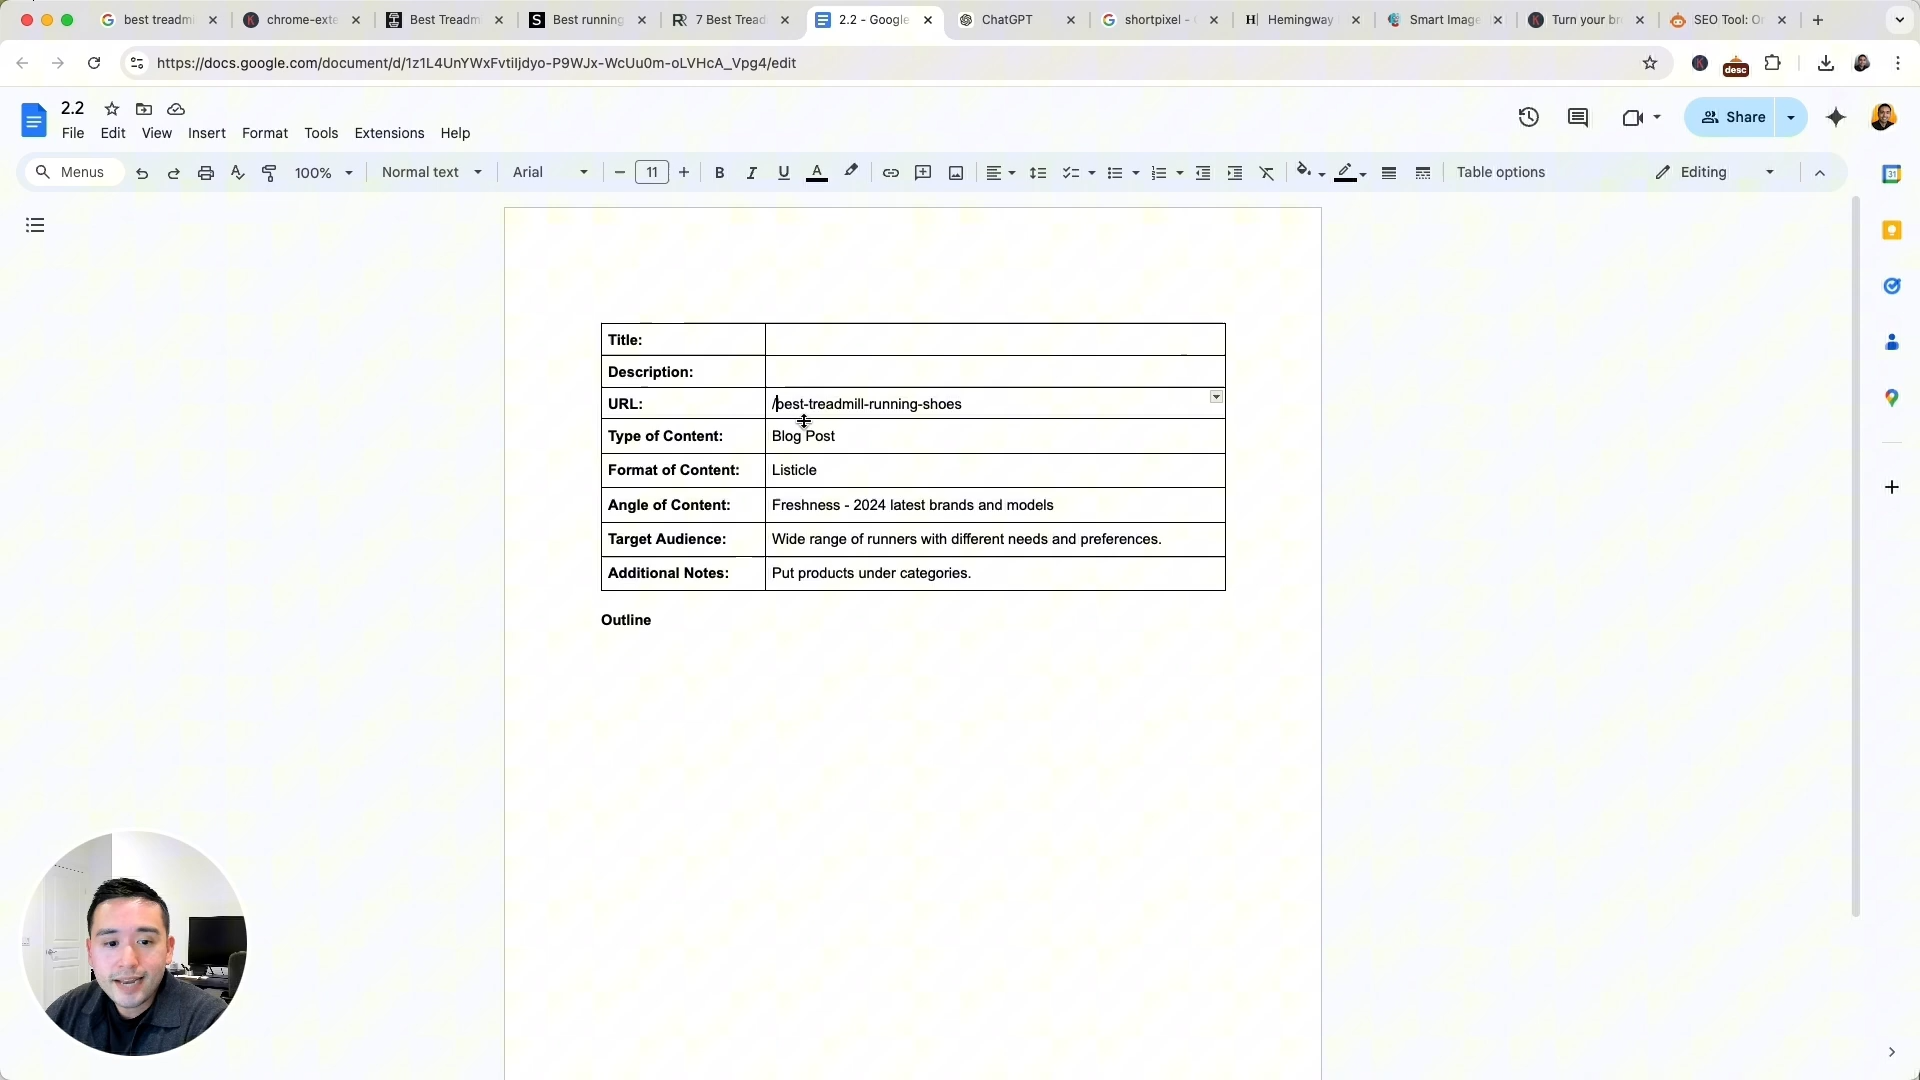 best treadmi
chrome-exte
Best Treadm
Best running
7 Best Tread
2.2 - Google
ChatGPT
shortpixel -
Hemingway
Smart Image
Turn your br
SEO Tool: O
https://docs.google.com/document/d/1z1L4UnYWxFvtiIjdyo-P9WJx-WcUu0m-oLVHcA_Vpg4/edit
desc
2.2
File Edit View Insert Format Tools Extensions Help
Share
Menus 100% Normal text Arial 11 Table options Editing
31
Title:
Description:
URL: /best-treadmill-running-shoes
Type of Content: Blog Post
Format of Content: Listicle
Angle of Content: Freshness - 2024 latest brands and models
Target Audience: Wide range of runners with different needs and preferences.
Additional Notes: Put products under categories.
Outline